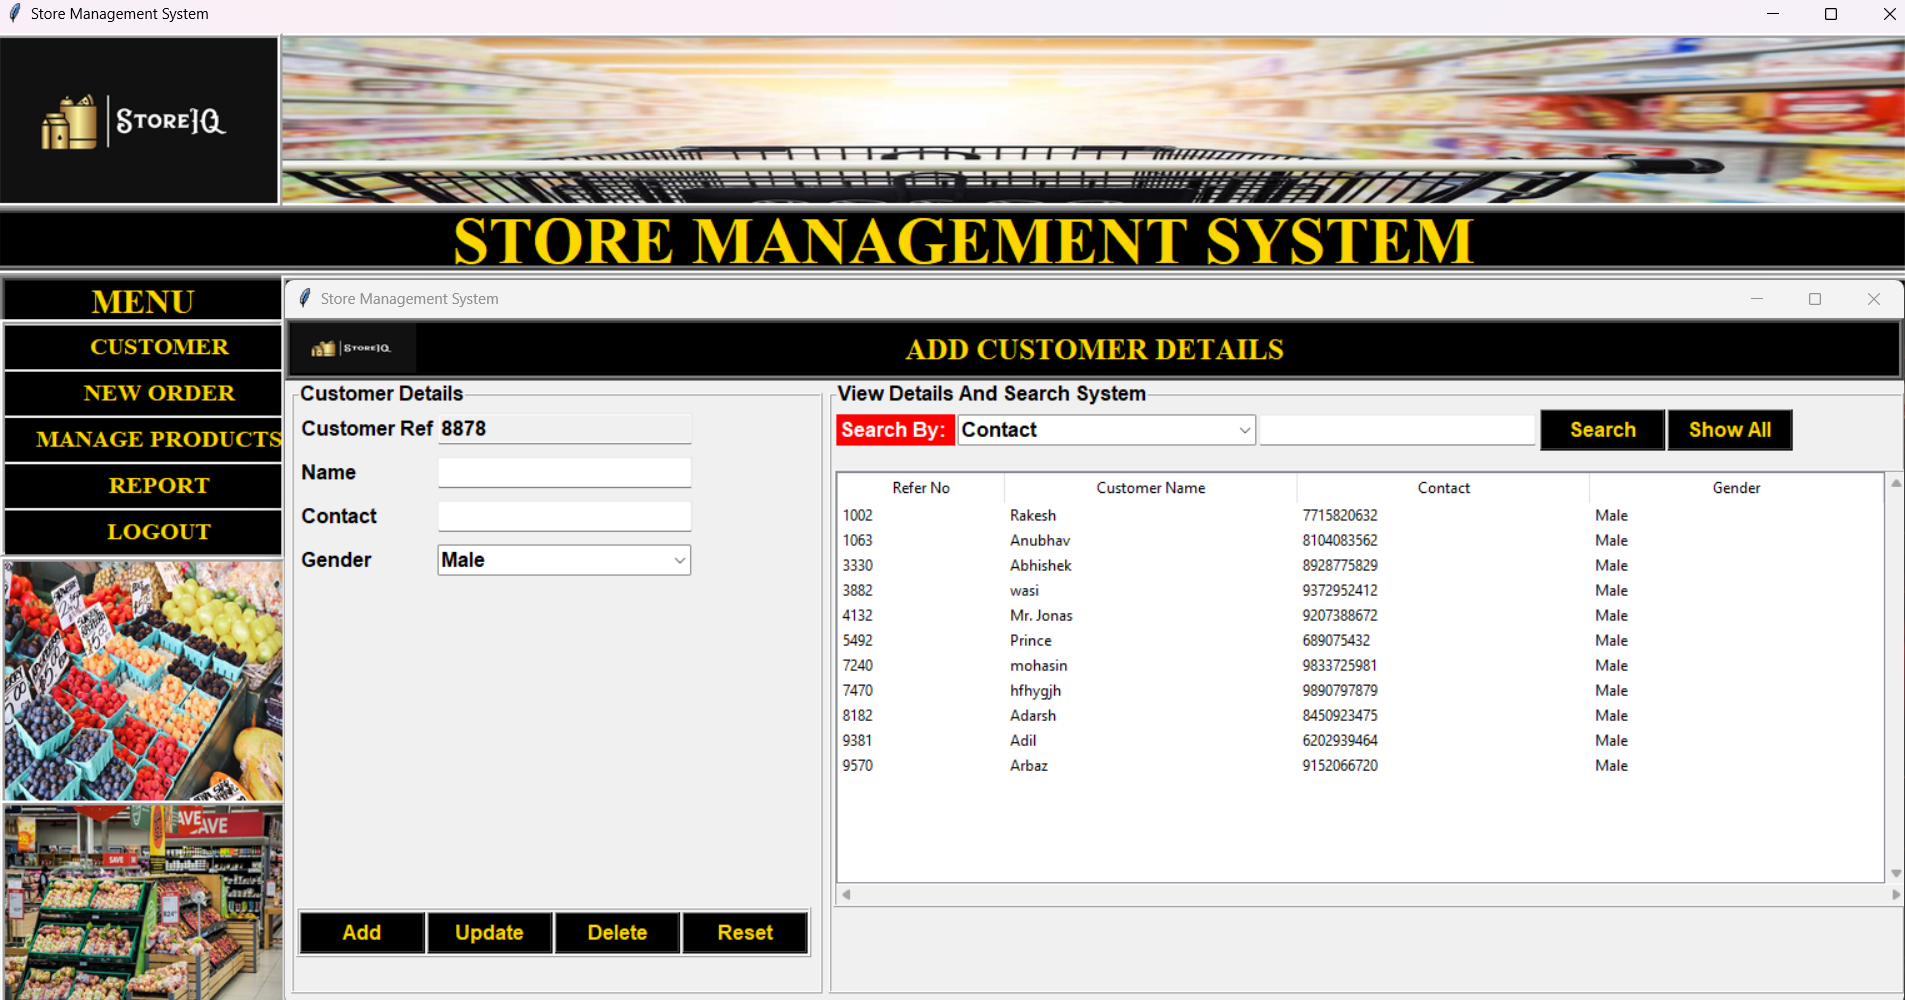 Store Management System
STOREIQ
STORE MANAGEMENT SYSTEM
MENU
CUSTOMER
NEW ORDER
MANAGE PRODUCTS
REPORT
LOGOUT
Store Management System
STOREIQ
ADD CUSTOMER DETAILS
Customer Details
Customer Ref 8878
Name
Contact
Gender Male
Add Update Delete Reset
View Details And Search System
Search By: Contact Search Show All
Refer No Customer Name Contact Gender
1002 Rakesh 7715820632 Male
1063 Anubhav 8104083562 Male
3330 Abhishek 8928775829 Male
3882 wasi 9372952412 Male
4132 Mr. Jonas 9207388672 Male
5492 Prince 689075432 Male
7240 mohasin 9833725981 Male
7470 hfhygjh 9890797879 Male
8182 Adarsh 8450923475 Male
9381 Adil 6202939464 Male
9570 Arbaz 9152066720 Male
SAVE
SAVE